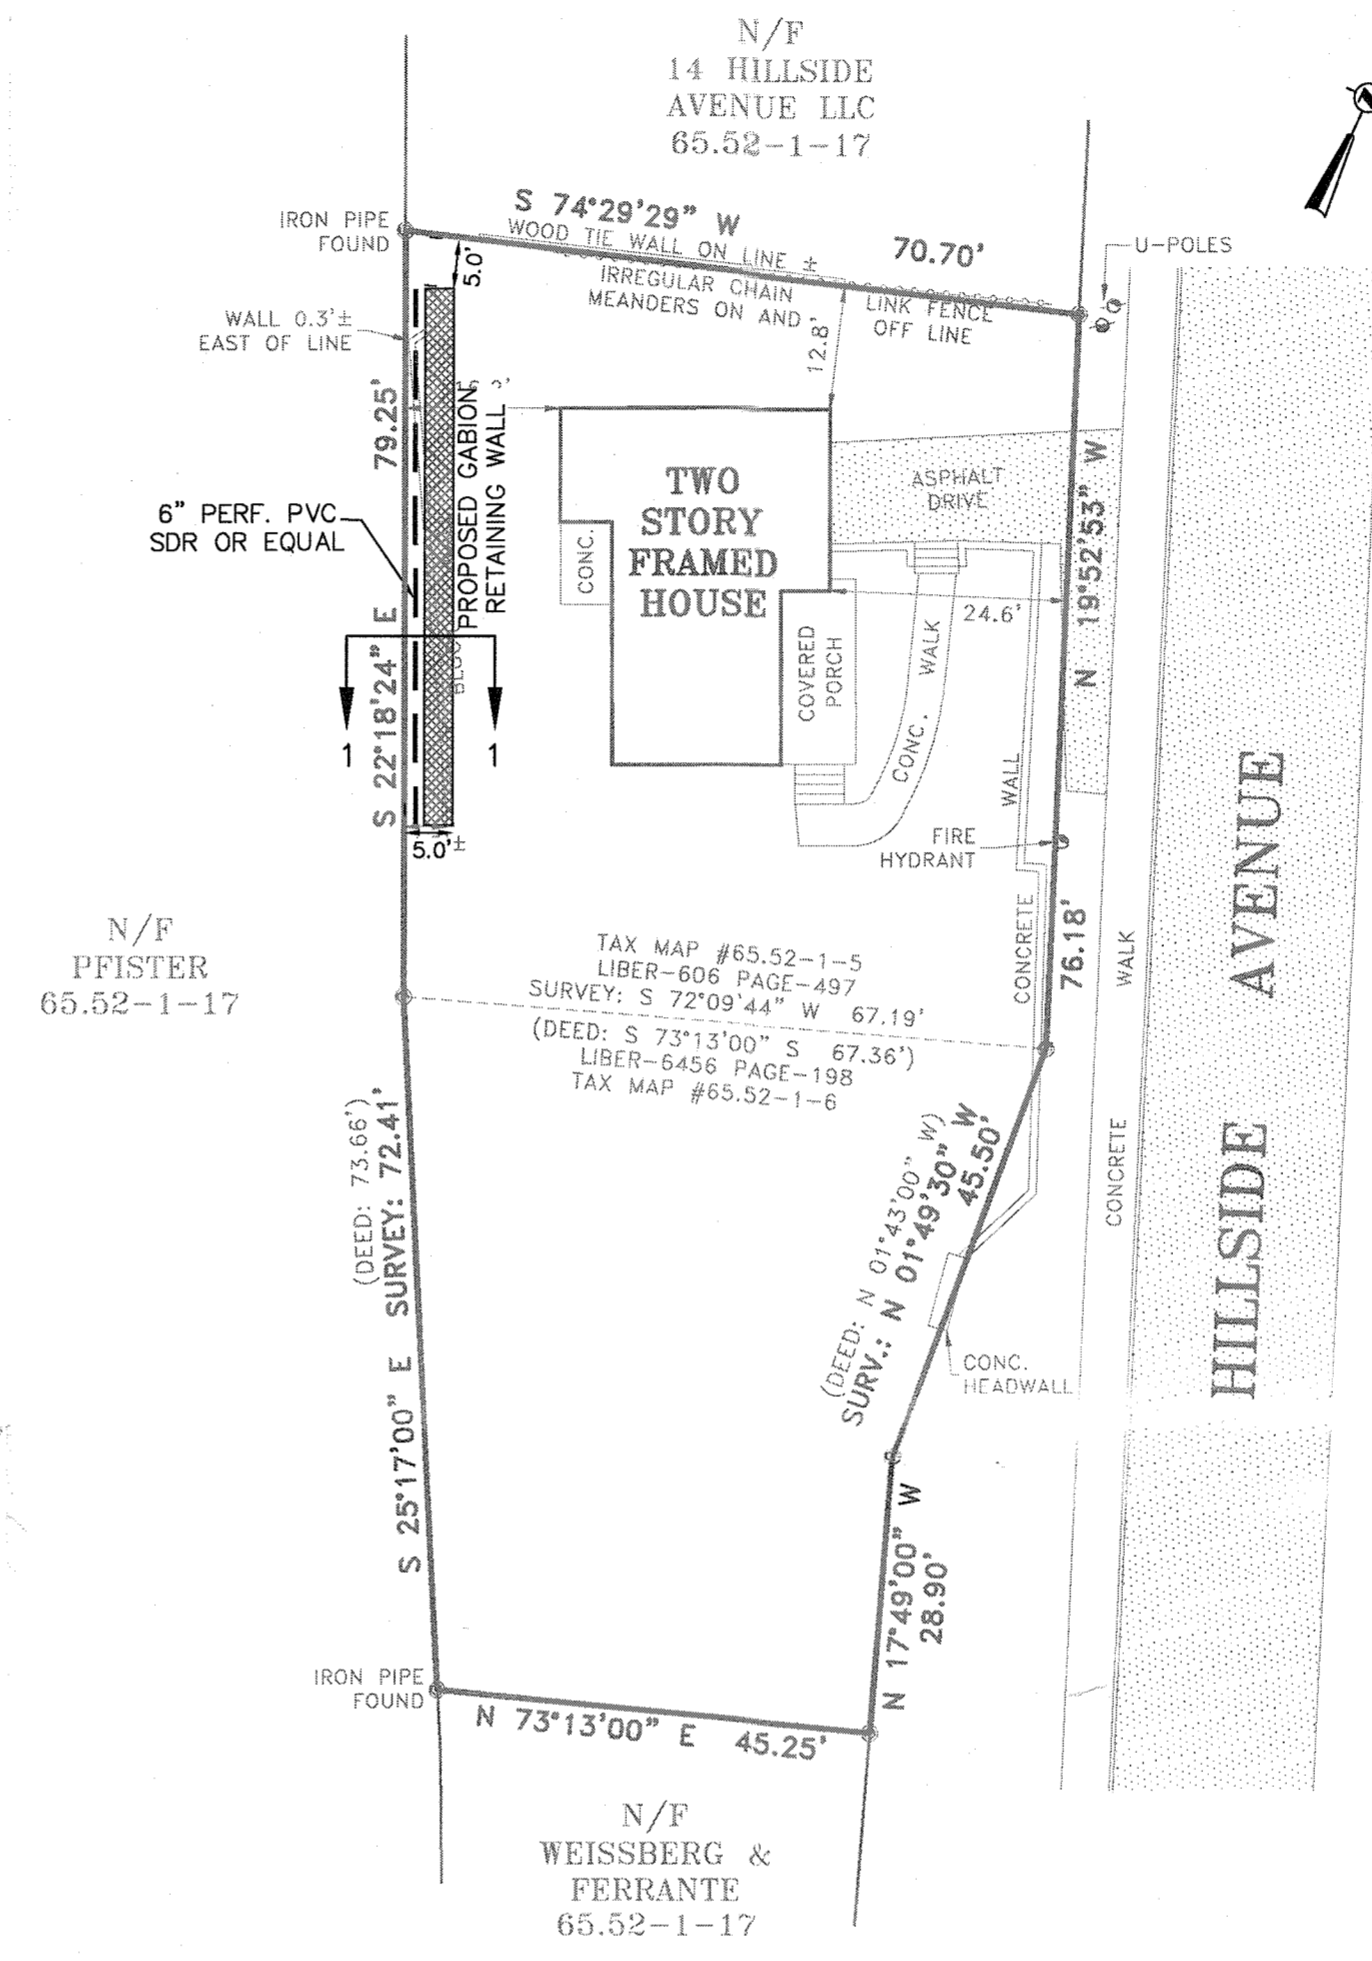 N/F
14 HILLSIDE
AVENUE LLC
65.52-1-17
N
IRON PIPE
FOUND
S 74°29'29" W
70.70'
WOOD TIE WALL ON LINE ±
IRREGULAR CHAIN
MEANDERS ON AND
LINK FENCE
OFF LINE
U-POLES
5.0'
12.8'
WALL 0.3'±
EAST OF LINE
79.25'
S 22°18'24" E
6" PERF. PVC
SDR OR EQUAL
PROPOSED GABION
RETAINING WALL
1
1
5.0'±
TWO
STORY
FRAMED
HOUSE
CONC.
COVERED
PORCH
ASPHALT
DRIVE
24.6'
CONC. WALK
N 19°52'53" W
76.18'
FIRE
HYDRANT
CONCRETE WALL
CONCRETE WALK
HILLSIDE AVENUE
N/F
PFISTER
65.52-1-17
TAX MAP #65.52-1-5
LIBER-606 PAGE-497
SURVEY: S 72°09'44" W 67.19'
(DEED: S 73°13'00" S 67.36')
LIBER-6456 PAGE-198
TAX MAP #65.52-1-6
(DEED: 73.66')
S 25°17'00" E SURVEY: 72.41'
(DEED: N 01°43'00" W)
SURV.: N 01°49'30" W
45.50'
CONC.
HEADWALL
N 17°49'00" W
28.90'
IRON PIPE
FOUND
N 73°13'00" E 45.25'
N/F
WEISSBERG &
FERRANTE
65.52-1-17